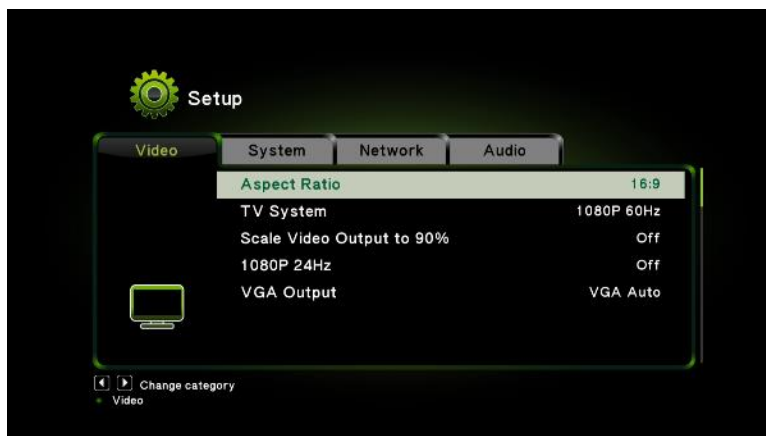 Setup
Video System Network Audio
Aspect Ratio 16:9
TV System 1080P 60Hz
Scale Video Output to 90% Off
1080P 24Hz Off
VGA Output VGA Auto
Change category
Video